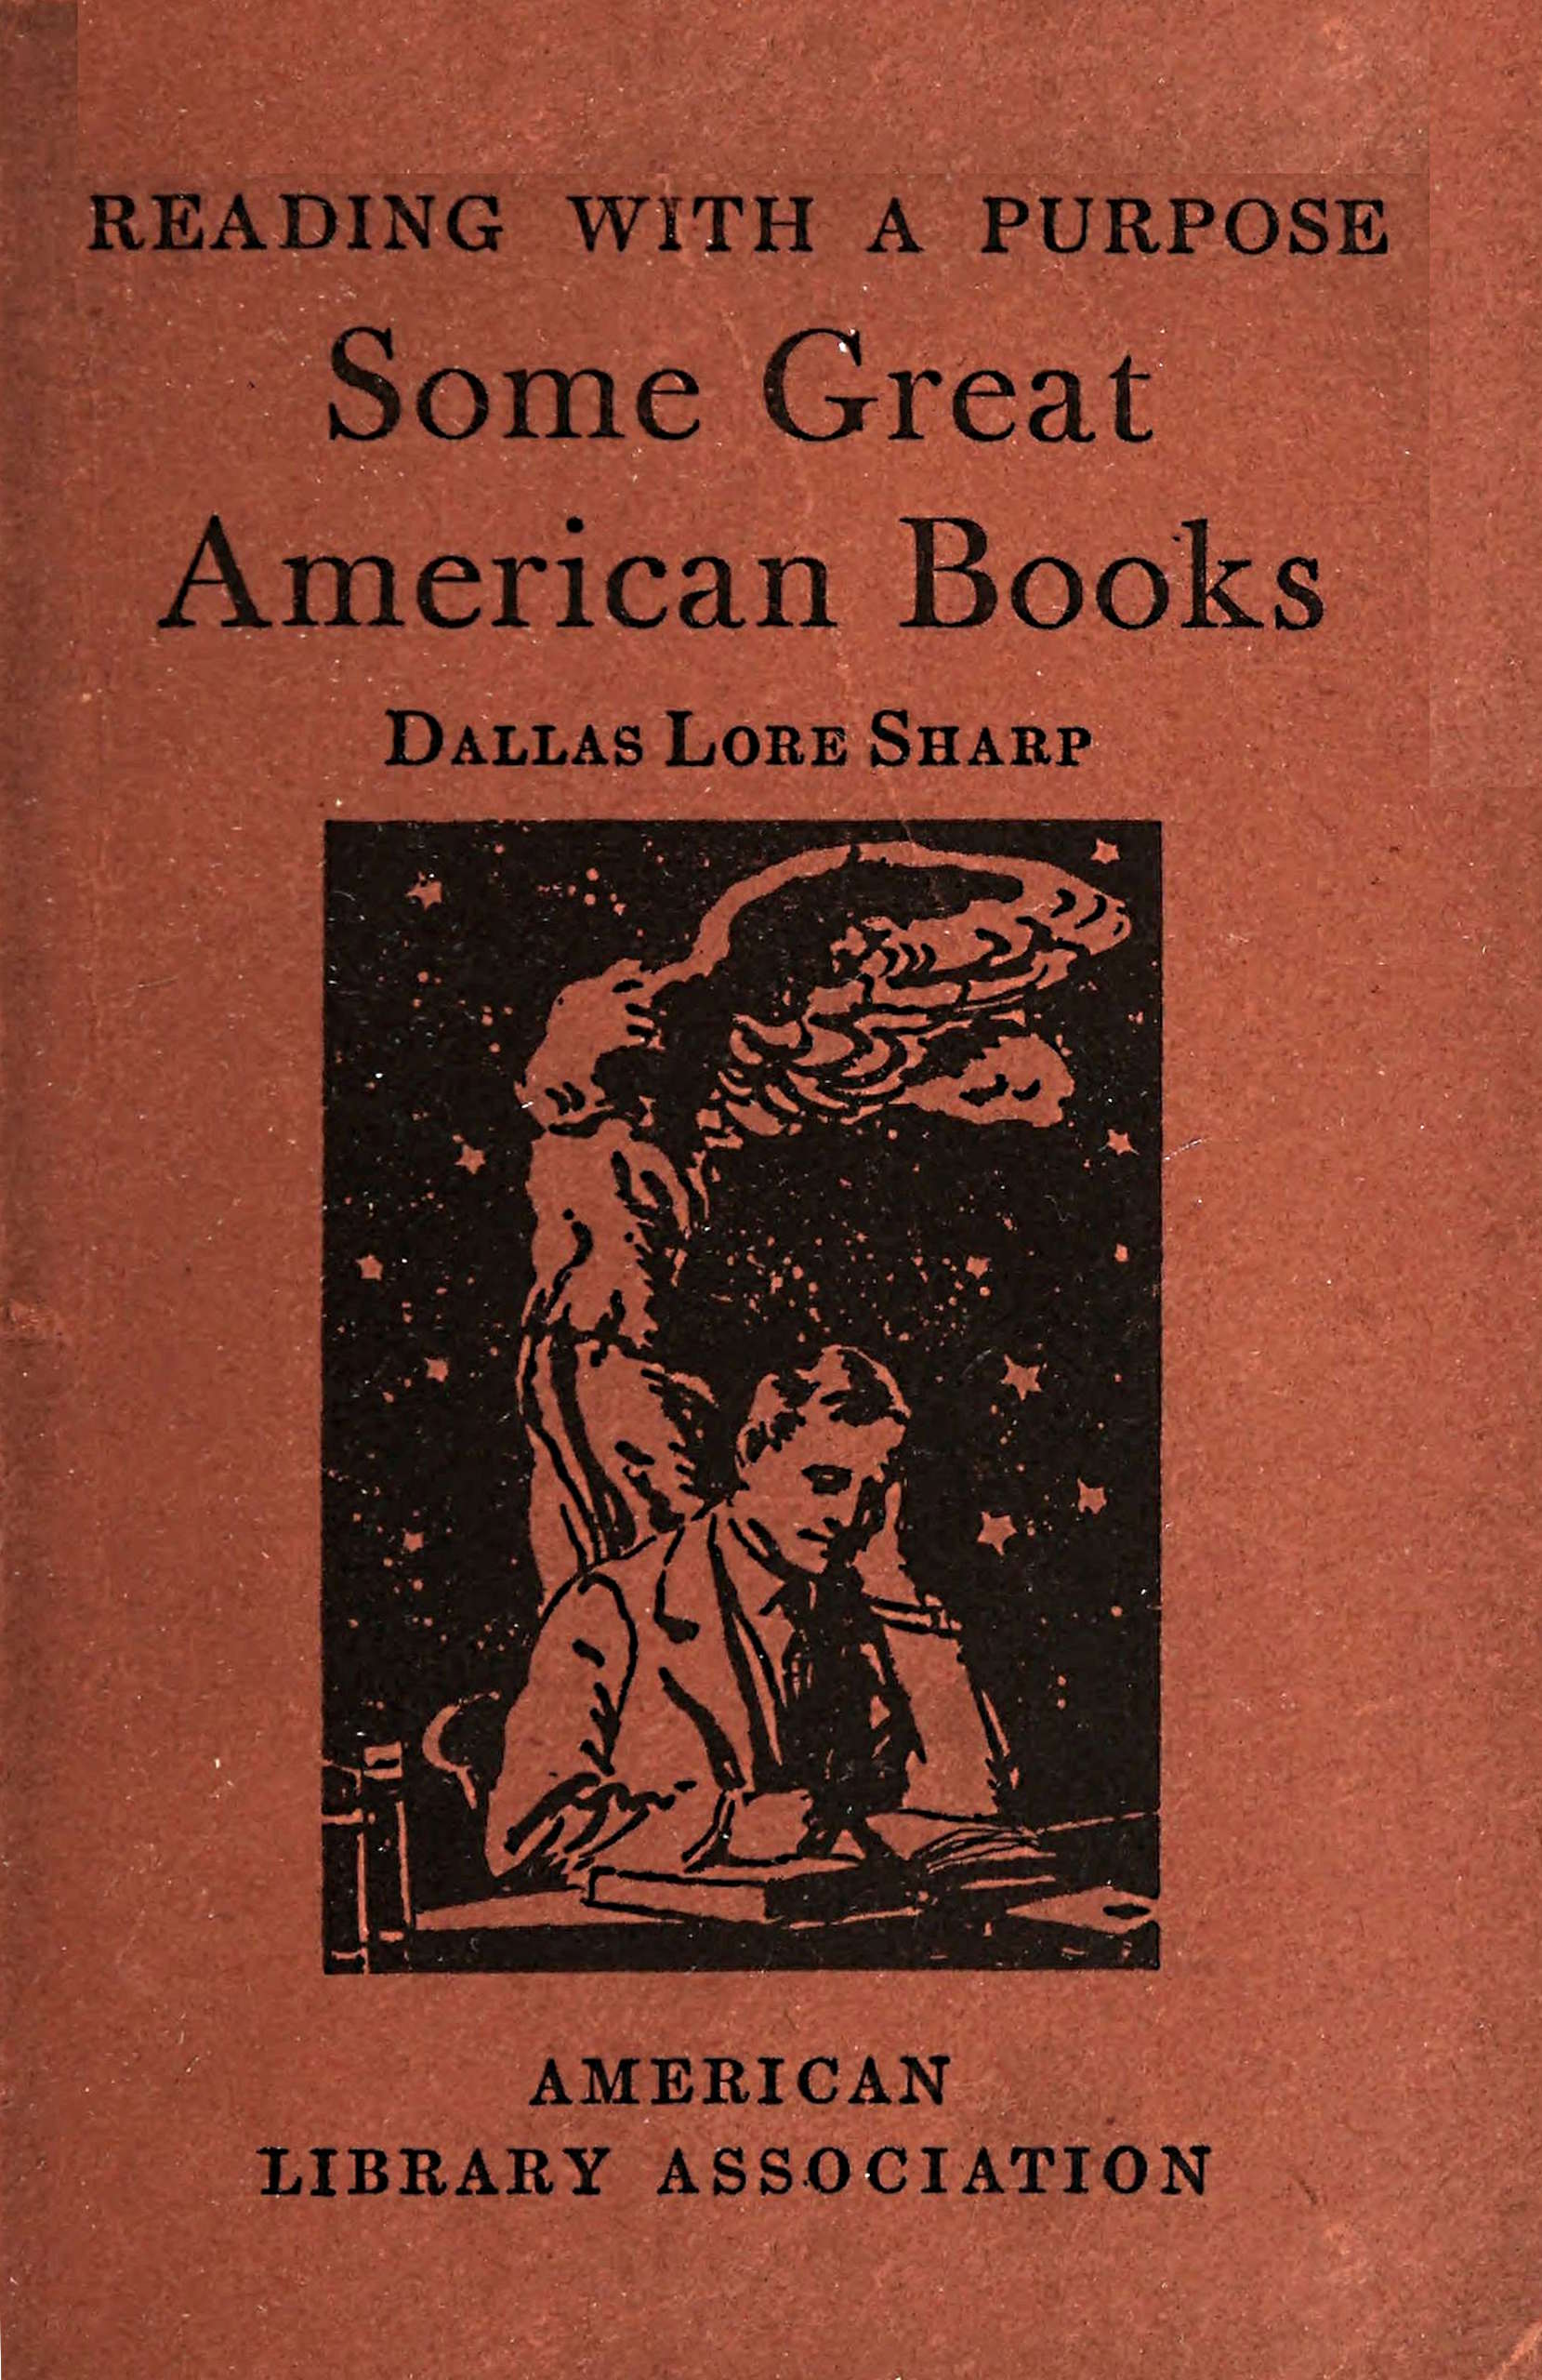 READING WITH A PURPOSE
Some Great
American Books
DALLAS LORE SHARP
AMERICAN
LIBRARY ASSOCIATION